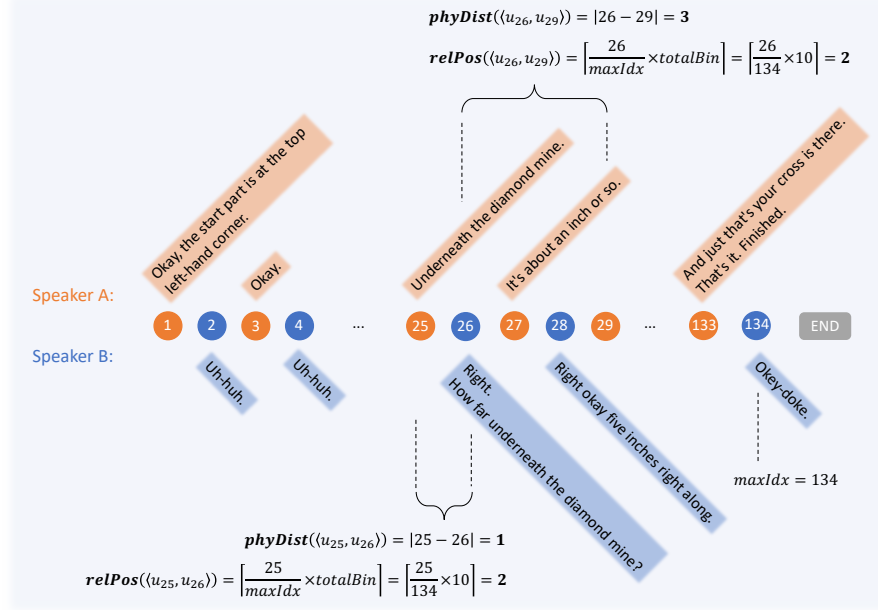 phyDist(⟨u₂₆, u₂₉⟩) = |26 − 29| = 3
relPos(⟨u₂₆, u₂₉⟩) = ⌈26/maxIdx ×totalBin⌉ = ⌈26/134 ×10⌉ = 2
Okay, the start part is at the top
left-hand corner.
Okay.
Underneath the diamond mine.
It's about an inch or so.
And just that's your cross is there.
That's it. Finished.
Speaker A:
1 2 3 4 ... 25 26 27 28 29 ... 133 134 END
Speaker B:
Uh-huh.
Uh-huh.
Right.
How far underneath the diamond mine?
Right okay five inches right along.
Okey-doke.
maxIdx = 134
phyDist(⟨u₂₅, u₂₆⟩) = |25 − 26| = 1
relPos(⟨u₂₅, u₂₆⟩) = ⌈25/maxIdx ×totalBin⌉ = ⌈25/134 ×10⌉ = 2